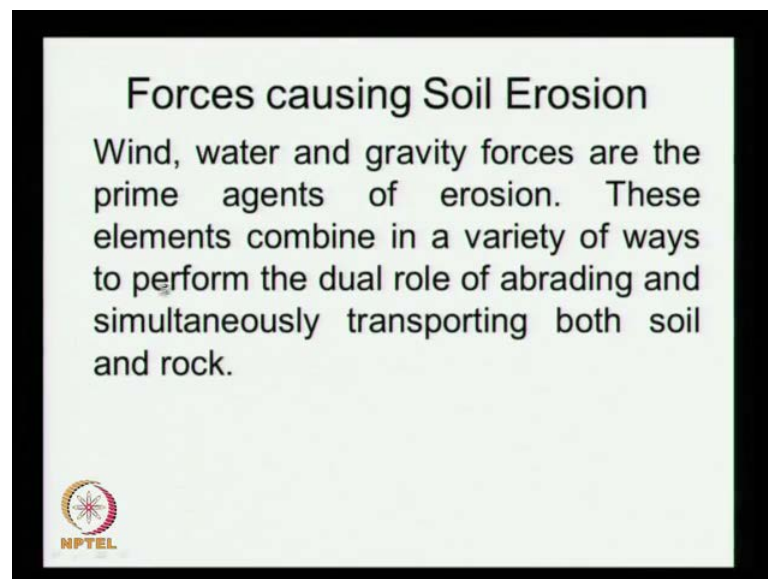 Forces causing Soil Erosion
Wind, water and gravity forces are the
prime agents of erosion. These
elements combine in a variety of ways
to perform the dual role of abrading and
simultaneously transporting both soil
and rock.
NPTEL